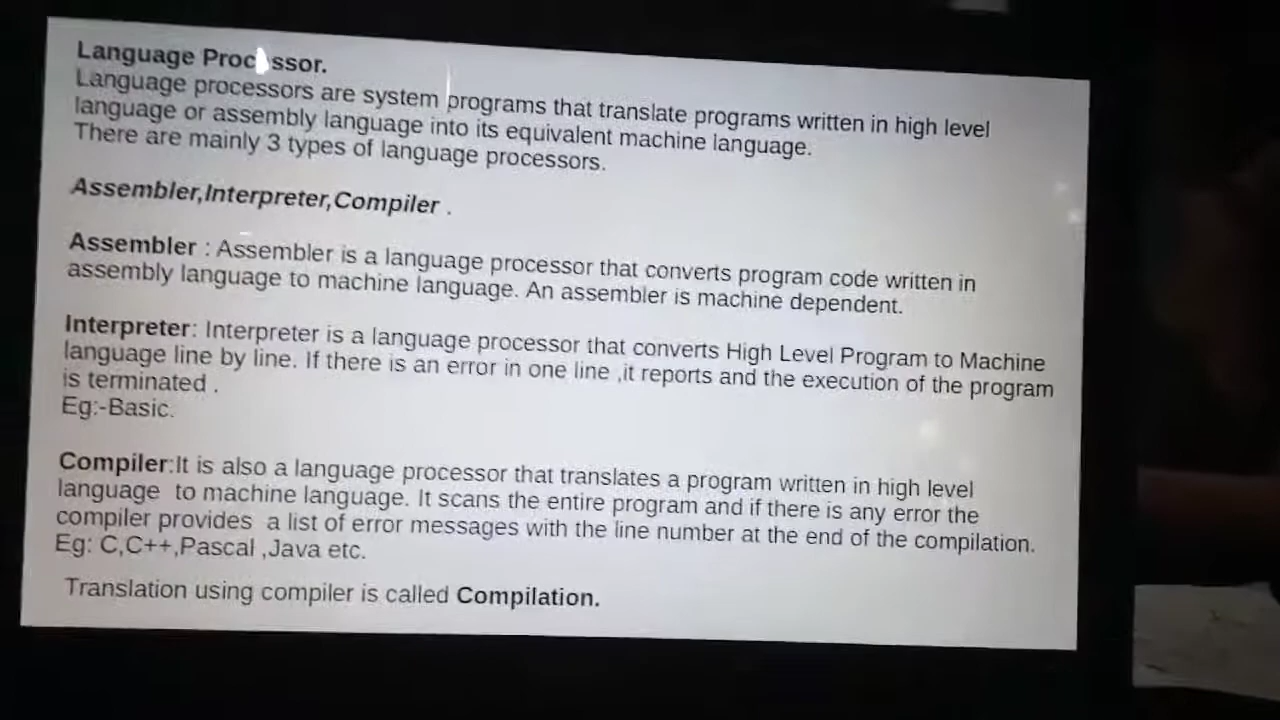 Language Processor.
Language processors are system programs that translate programs written in high level
language or assembly language into its equivalent machine language.
There are mainly 3 types of language processors.
Assembler,Interpreter,Compiler .
Assembler : Assembler is a language processor that converts program code written in
assembly language to machine language. An assembler is machine dependent.
Interpreter: Interpreter is a language processor that converts High Level Program to Machine
language line by line. If there is an error in one line ,it reports and the execution of the program
is terminated .
Eg:-Basic.
Compiler:It is also a language processor that translates a program written in high level
language  to machine language. It scans the entire program and if there is any error the
compiler provides  a list of error messages with the line number at the end of the compilation.
Eg: C,C++,Pascal ,Java etc.
Translation using compiler is called Compilation.